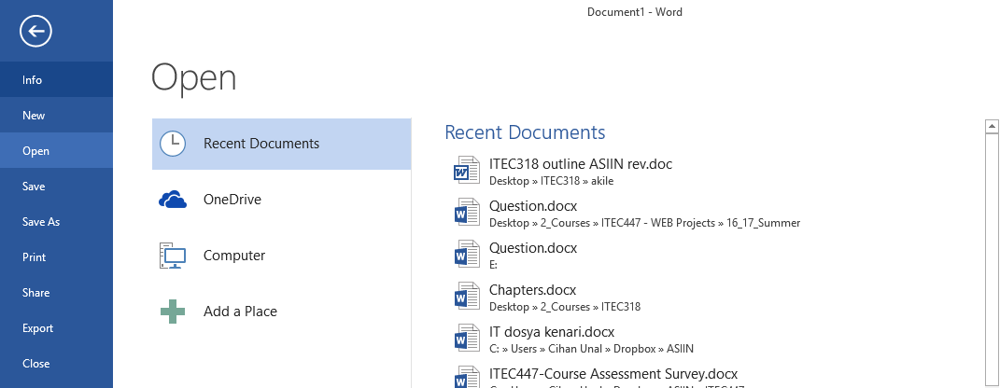 Document1 - Word
Info
New
Open
Save
Save As
Print
Share
Export
Close
Open
Recent Documents
OneDrive
Computer
Add a Place
Recent Documents
ITEC318 outline ASIIN rev.doc
Desktop » ITEC318 » akile
Question.docx
Desktop » 2_Courses » ITEC447 - WEB Projects » 16_17_Summer
Question.docx
E:
Chapters.docx
Desktop » 2_Courses » ITEC318
IT dosya kenari.docx
C: » Users » Cihan Unal » Dropbox » ASIIN
ITEC447-Course Assessment Survey.docx